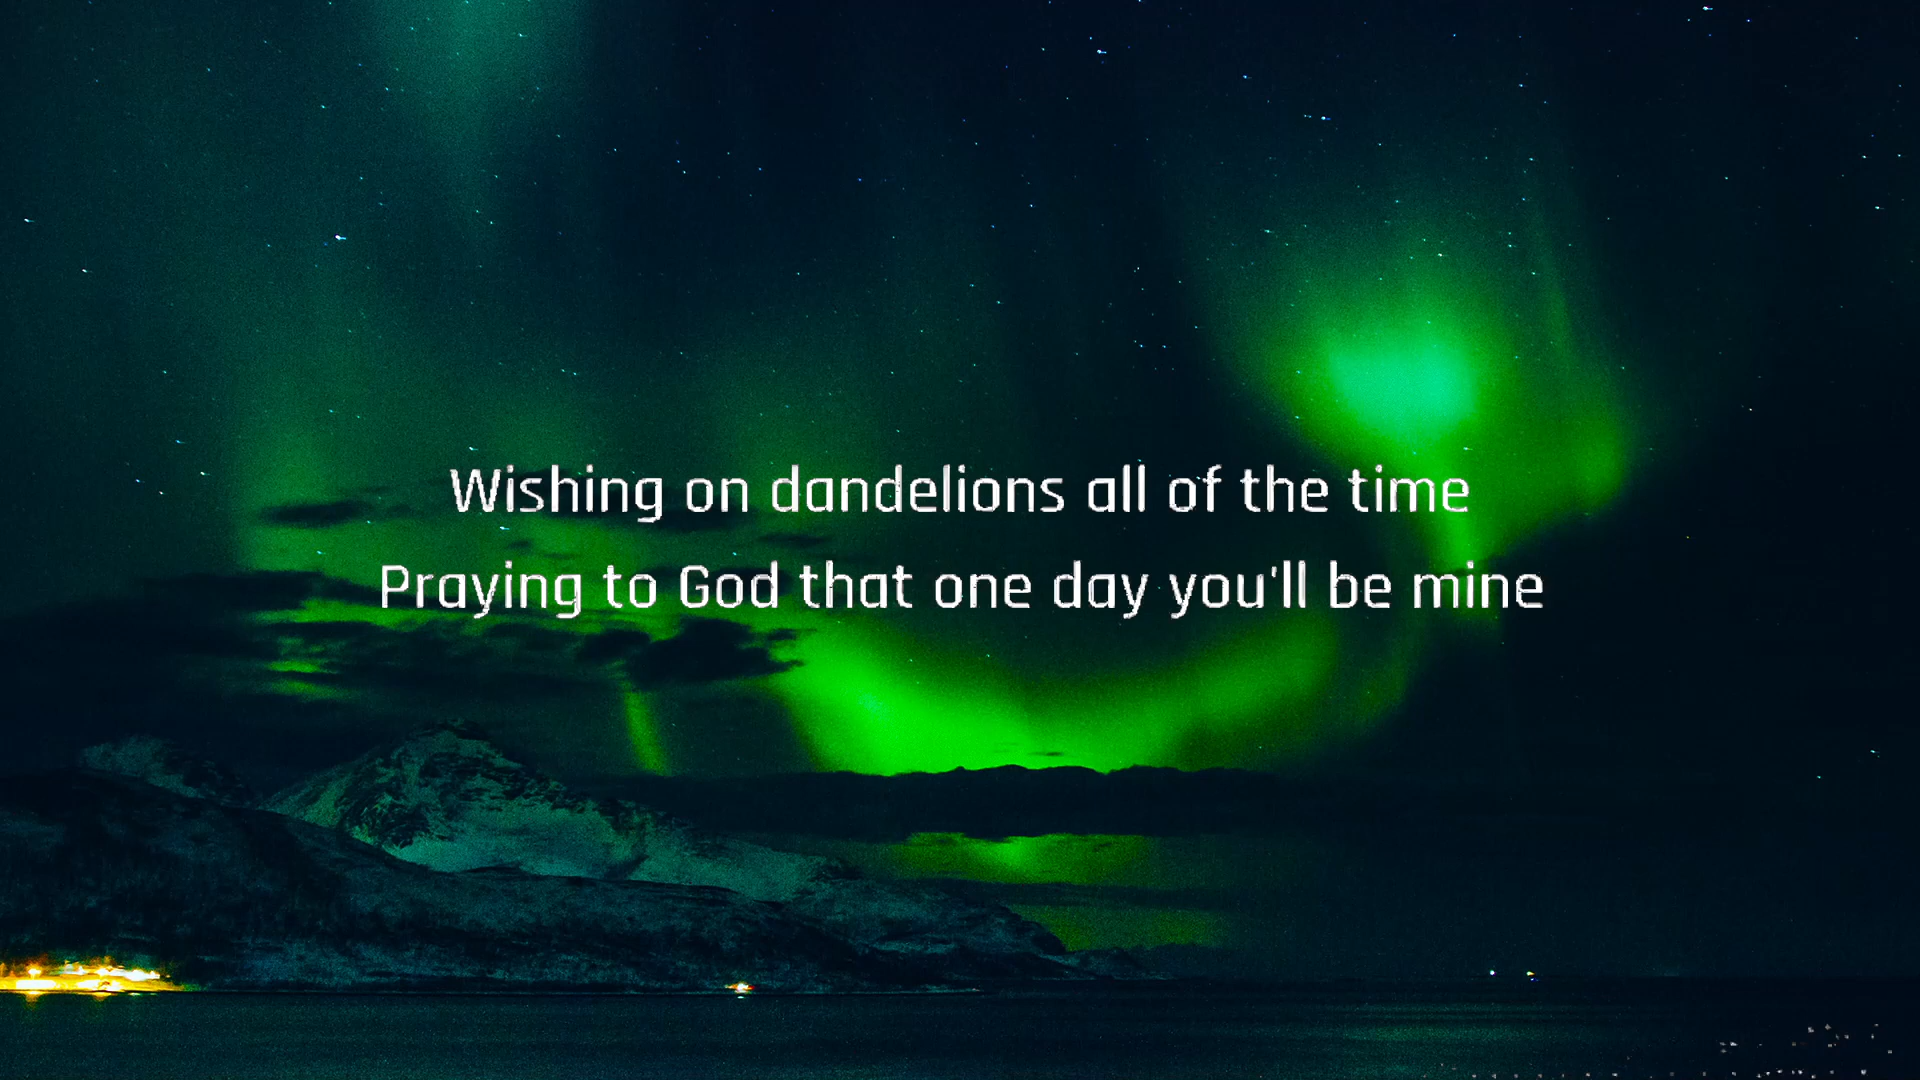 Wishing on dandelions all of the time
Praying to God that one day you'll be mine